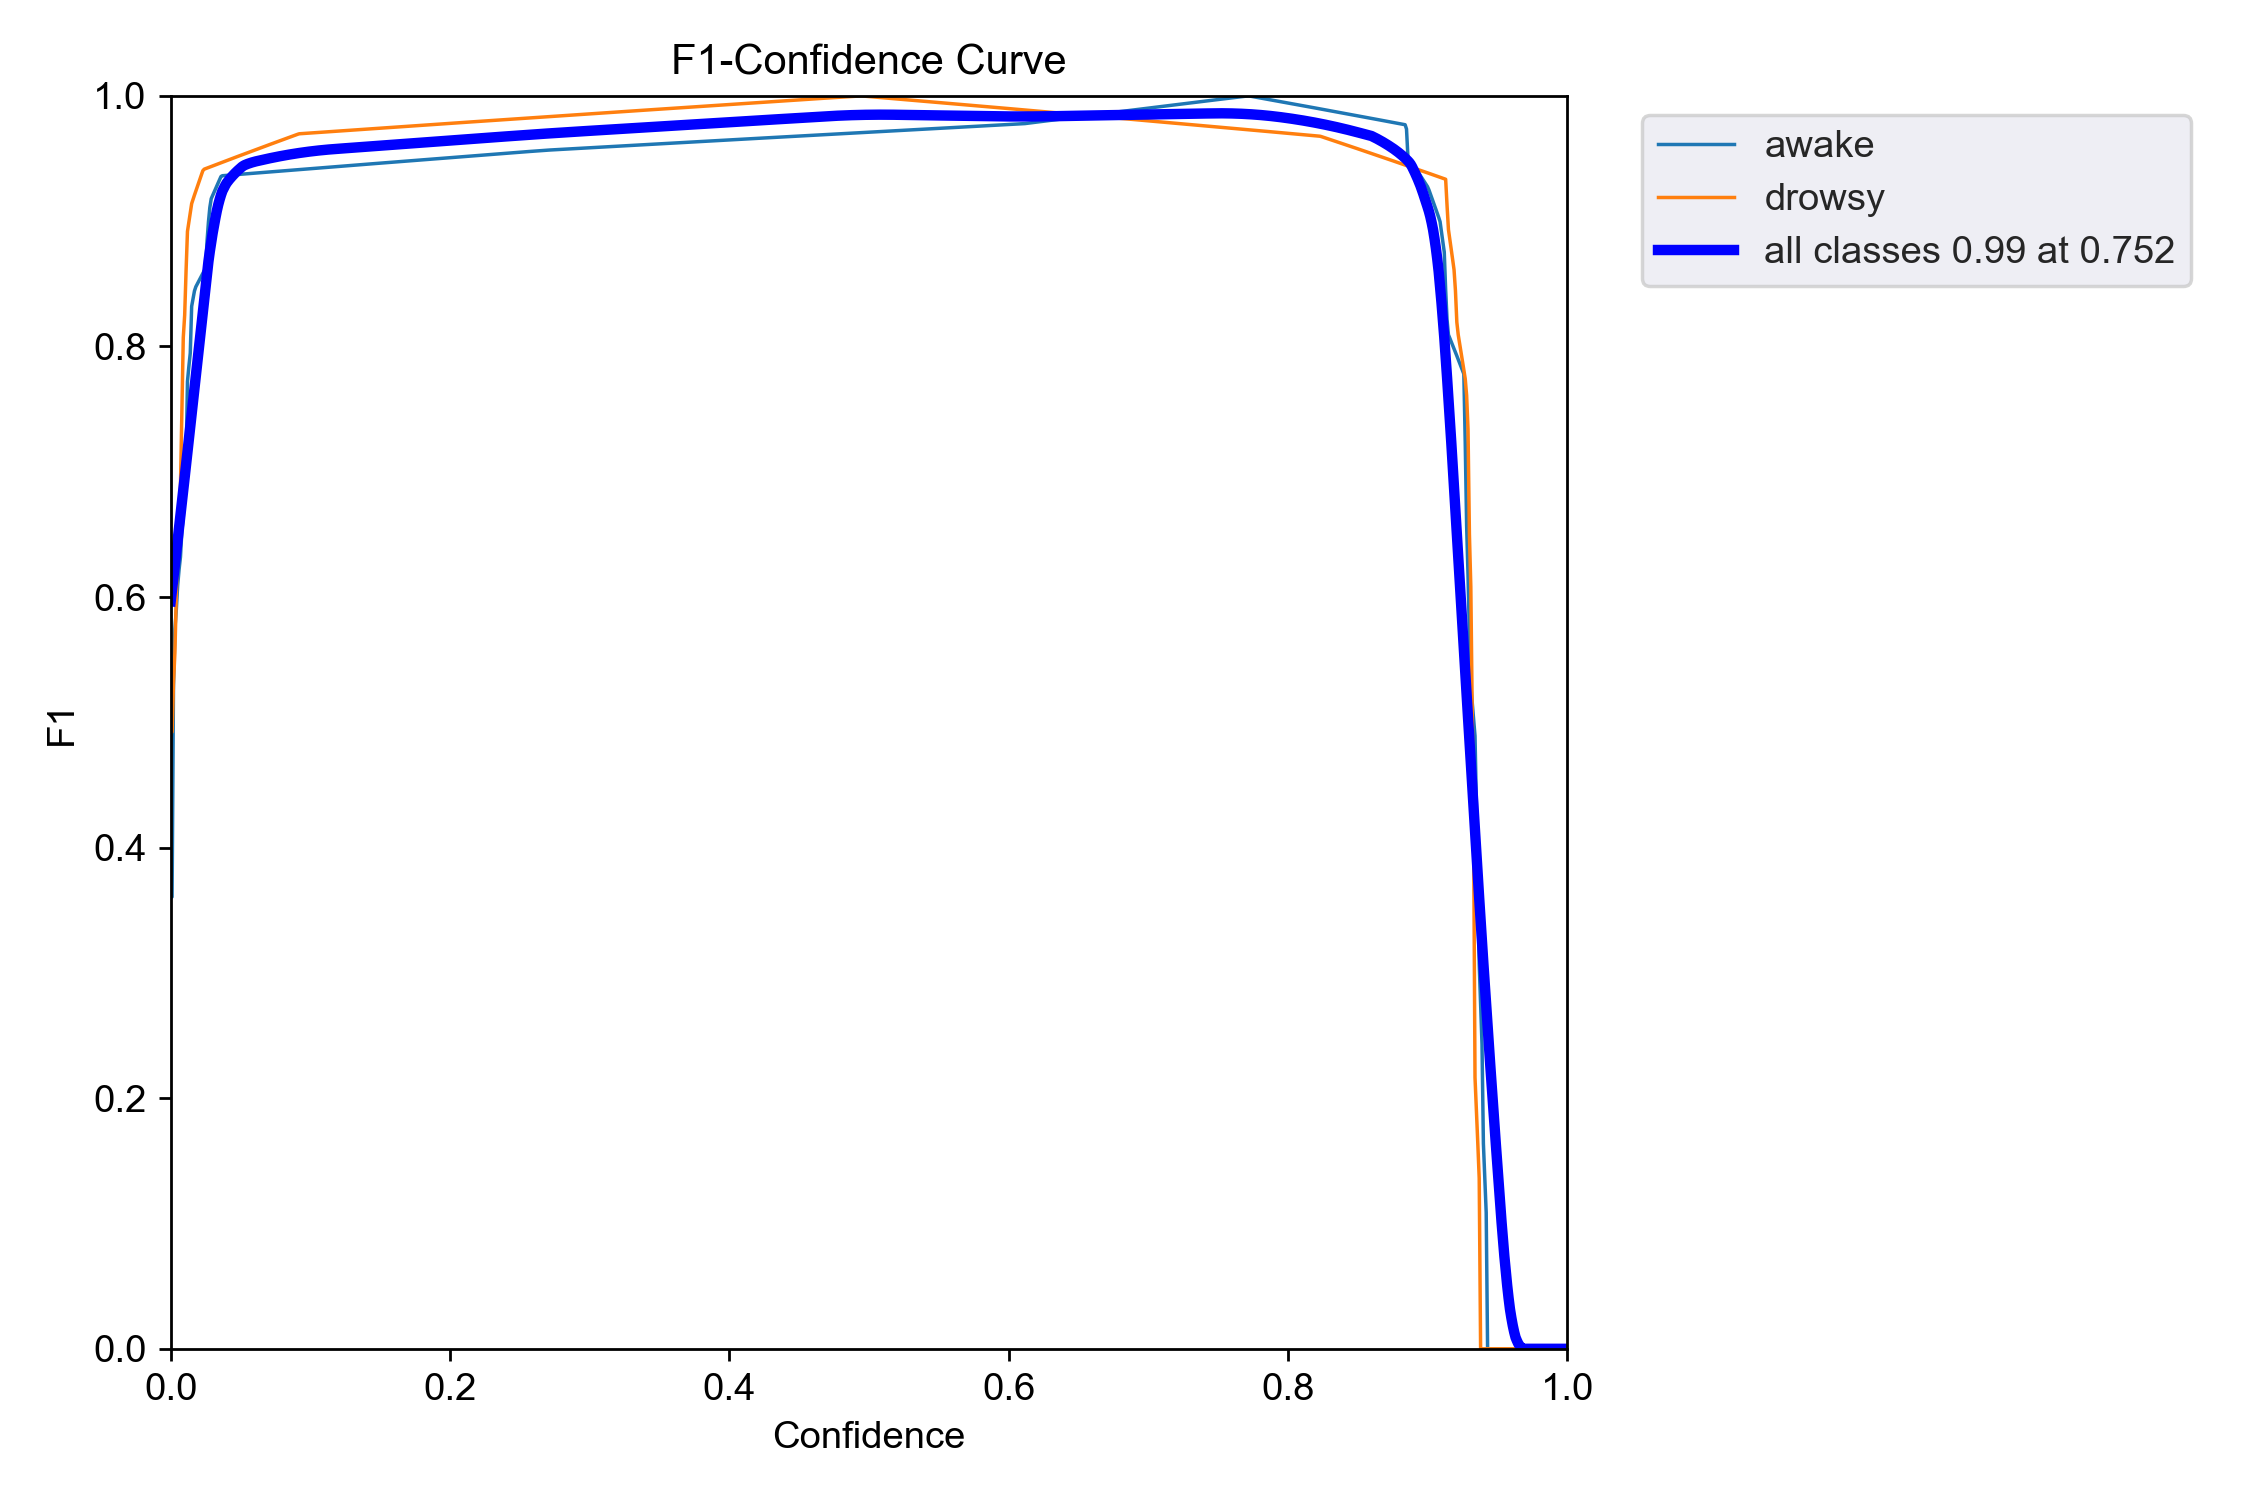 F1-Confidence Curve
1.0
0.8
0.6
0.4
0.2
0.0
F1
0.0 0.2 0.4 0.6 0.8 1.0
Confidence
awake
drowsy
all classes 0.99 at 0.752